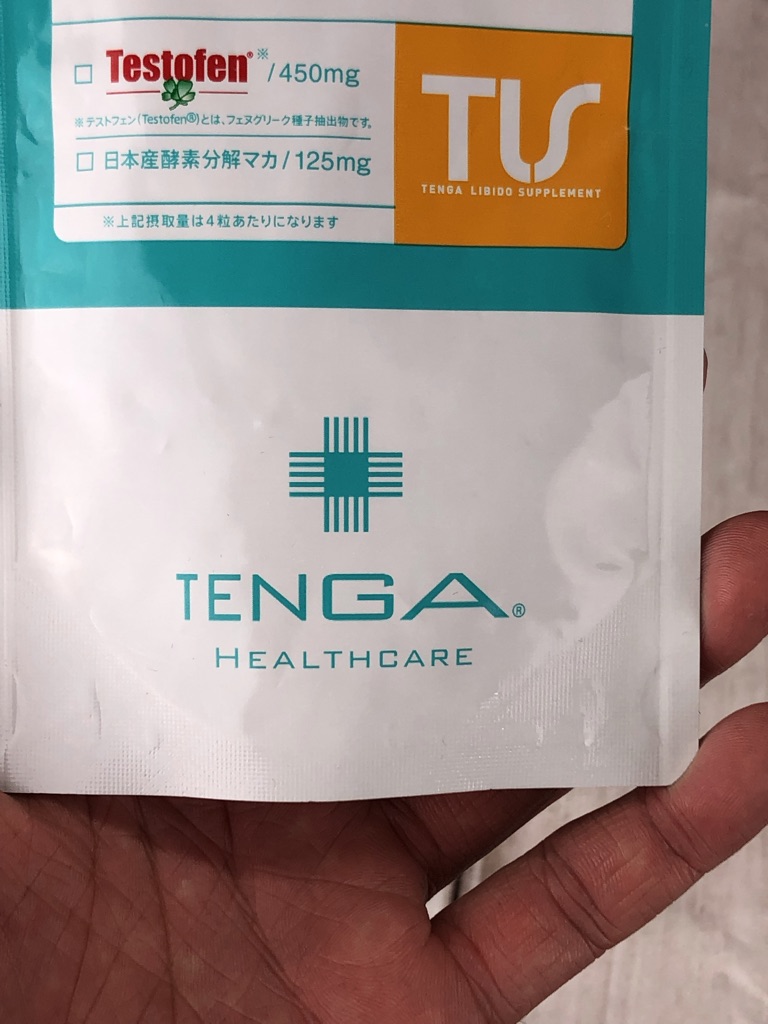 □ Testofen®※/450mg
※テストフェン(Testofen®)とは、フェヌグリーク種子抽出物です。
□ 日本産酵素分解マカ/125mg
※上記摂取量は4粒あたりになります
TLS
TENGA LIBIDO SUPPLEMENT
TENGA®
HEALTHCARE